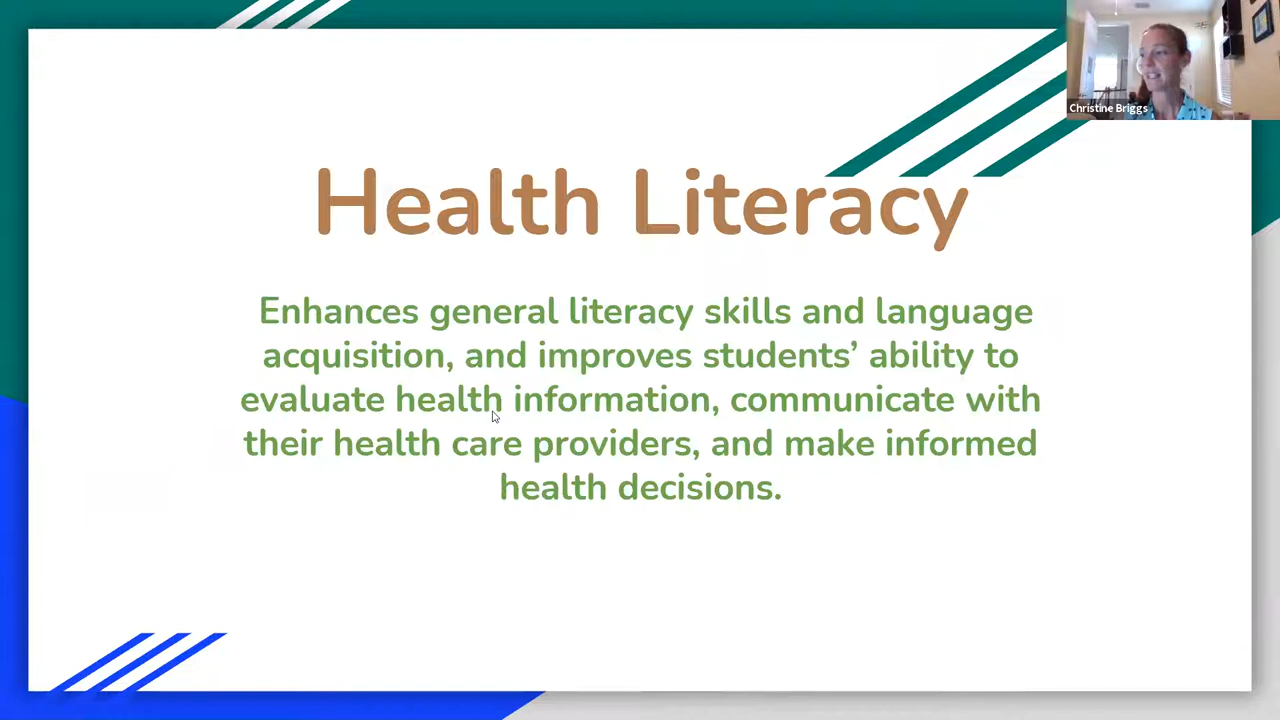 Christine Briggs
Health Literacy
Enhances general literacy skills and language
acquisition, and improves students’ ability to
evaluate health information, communicate with
their health care providers, and make informed
health decisions.